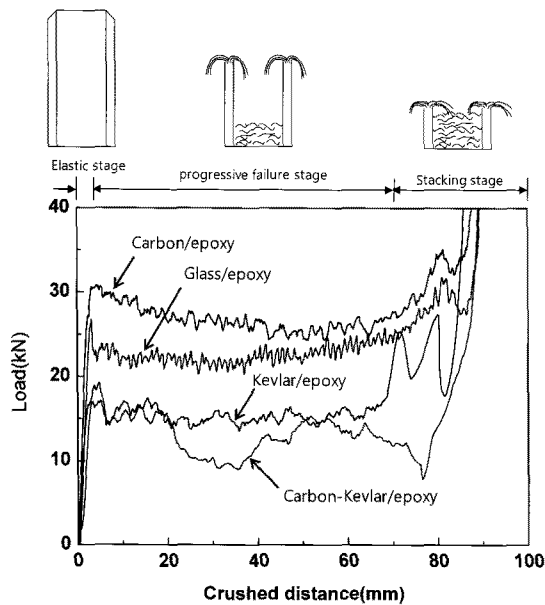 Elastic stage
progressive failure stage
Stacking stage
40
Carbon/epoxy
Glass/epoxy
30
Load(kN)
20
Kevlar/epoxy
10
Carbon-Kevlar/epoxy
0
0 20 40 60 80 100
Crushed distance(mm)